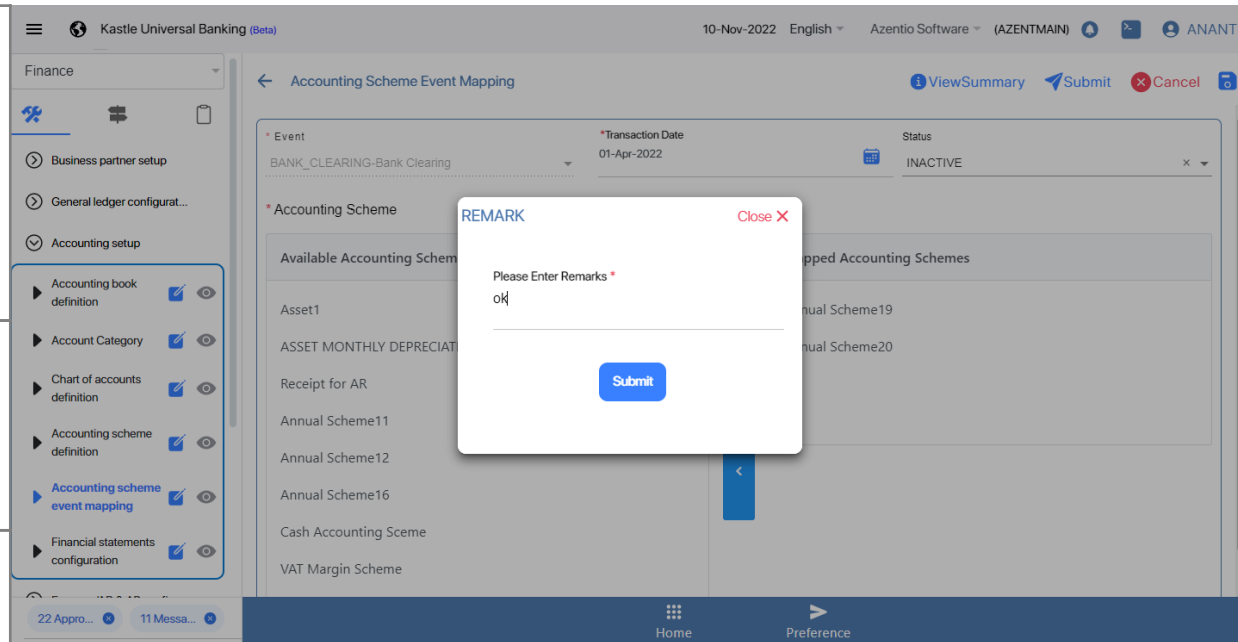 Kastle Universal Banking (Beta)
10-Nov-2022 English Azentio Software (AZENTMAIN) ANANT
Finance
Accounting Scheme Event Mapping
ViewSummary Submit Cancel
* Event
BANK_CLEARING-Bank Clearing
*Transaction Date
01-Apr-2022
Status
INACTIVE
Business partner setup
General ledger configurat...
Accounting setup
Accounting book
definition
Account Category
Chart of accounts
definition
Accounting scheme
definition
Accounting scheme
event mapping
Financial statements
configuration
22 Appro... 11 Messa...
* Accounting Scheme
Available Accounting Schem
Asset1
ASSET MONTHLY DEPRECIAT
Receipt for AR
Annual Scheme11
Annual Scheme12
Annual Scheme16
Cash Accounting Sceme
VAT Margin Scheme
REMARK
Close
Please Enter Remarks *
ok
Submit
pped Accounting Schemes
nual Scheme19
nual Scheme20
Home
Preference